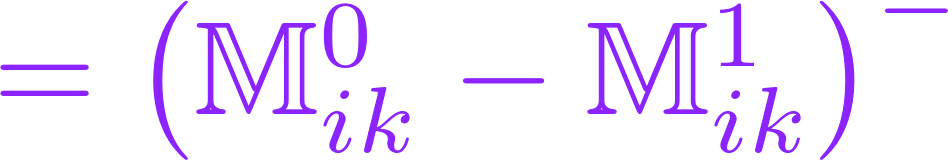 = (𝕄⁰ᵢₖ − 𝕄¹ᵢₖ)⁻